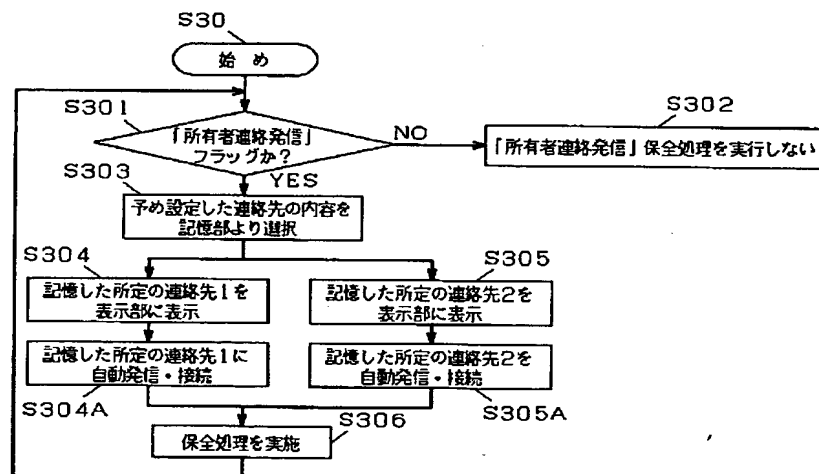 S30
始 め
S301
「所有者連絡発信」
フラッグか?
NO
S302
「所有者連絡発信」保全処理を実行しない
YES
S303
予め設定した連絡先の内容を
記憶部より選択
S304
記憶した所定の連絡先1を
表示部に表示
S305
記憶した所定の連絡先2を
表示部に表示
記憶した所定の連絡先1に
自動発信・接続
S304A
記憶した所定の連絡先2を
自動発信・接続
S305A
S306
保全処理を実施